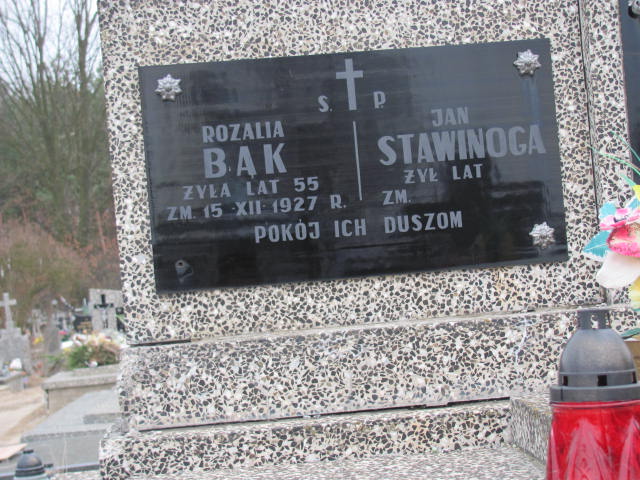 Ś. P.
ROZALIA
BĄK
ŻYŁA LAT 55
ZM. 15 XII 1927 R.
JAN
STAWINOGA
ŻYŁ LAT
ZM.
POKÓJ ICH DUSZOM